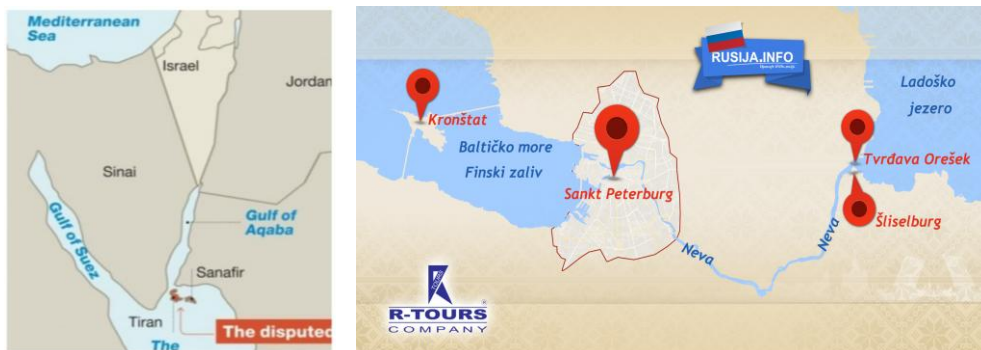 Mediterranean
Sea
Israel
Jordan
Sinai
Gulf of
Aqaba
Gulf of Suez
Sanafir
Tiran
The disputed
The
RUSIJA.INFO
Kronštat
Baltičko more
Finski zaliv
Sankt Peterburg
Ladoško
jezero
Tvrđava Orešek
Šliselburg
Neva
Neva
R-TOURS
COMPANY